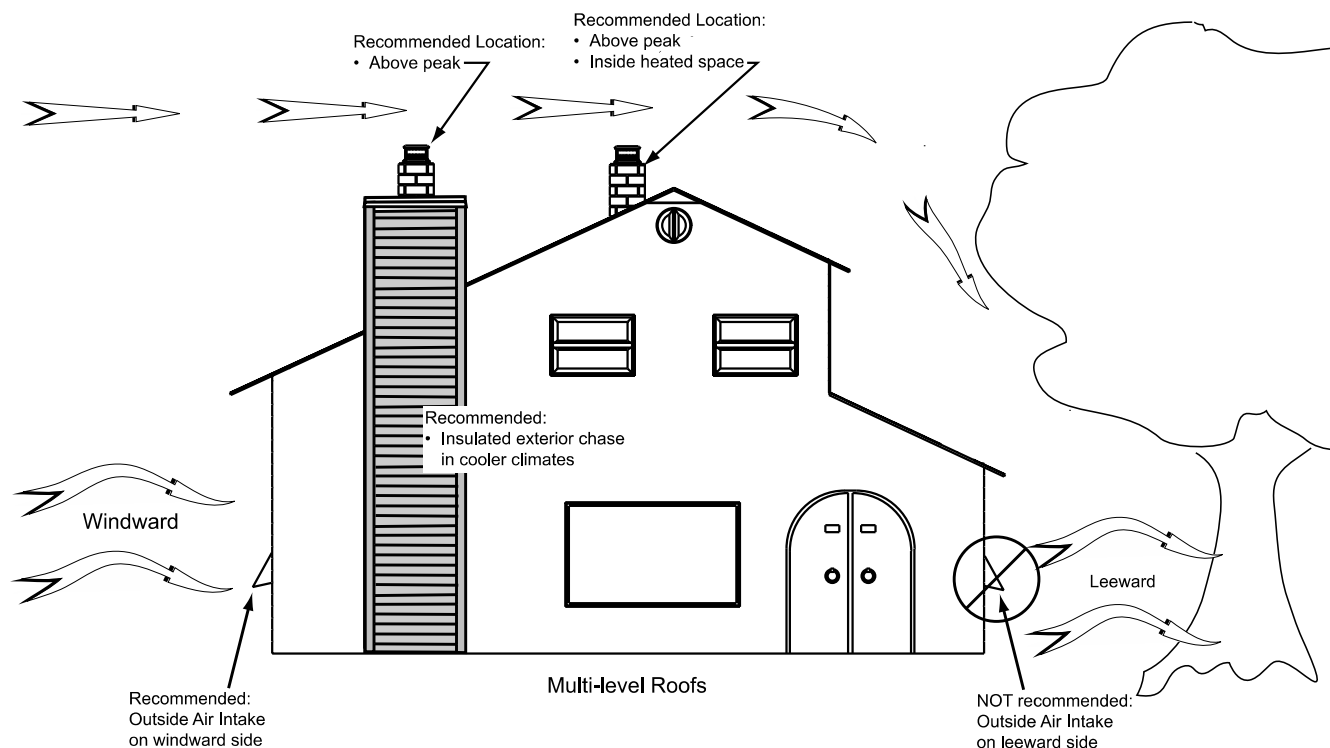 Recommended Location:
• Above peak
Recommended Location:
• Above peak
• Inside heated space
Recommended:
• Insulated exterior chase
in cooler climates
Windward
Leeward
Recommended:
Outside Air Intake
on windward side
Multi-level Roofs
NOT recommended:
Outside Air Intake
on leeward side